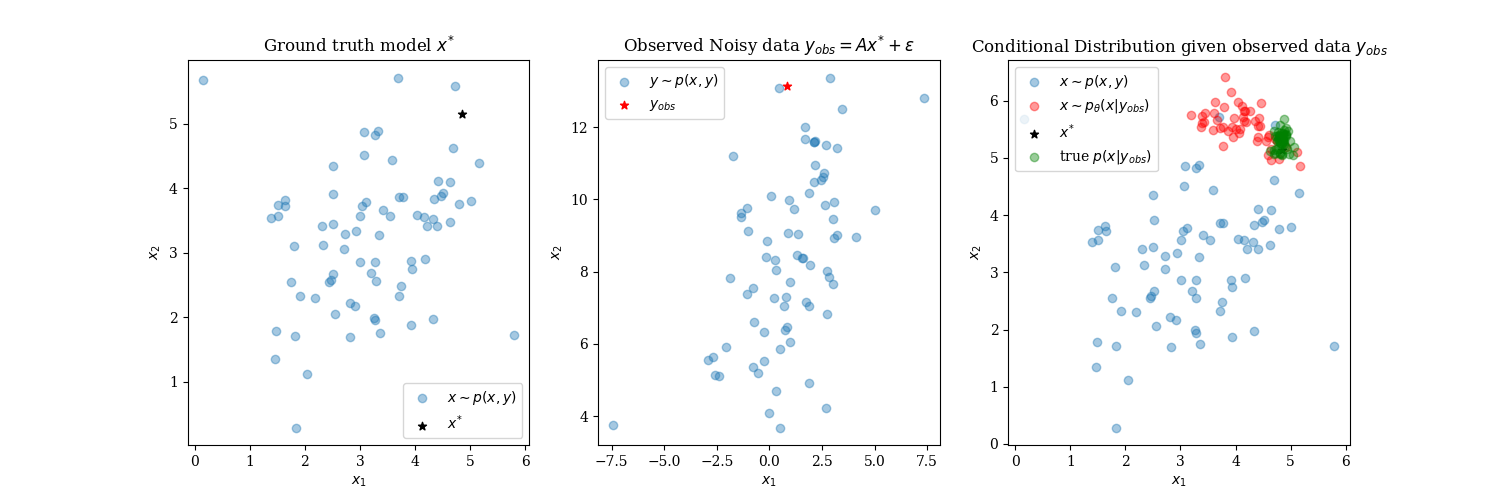 Ground truth model x*
x₂
5
4
3
2
1
0 1 2 3 4 5 6
x₁
x ~ p(x, y)
x*
Observed Noisy data y_obs = Ax* + ε
x₂
12
10
8
6
4
−7.5 −5.0 −2.5 0.0 2.5 5.0 7.5
x₁
y ~ p(x, y)
y_obs
Conditional Distribution given observed data y_obs
x₂
6
5
4
3
2
1
0
0 1 2 3 4 5 6
x₁
x ~ p(x, y)
x ~ p_θ(x|y_obs)
x*
true p(x|y_obs)